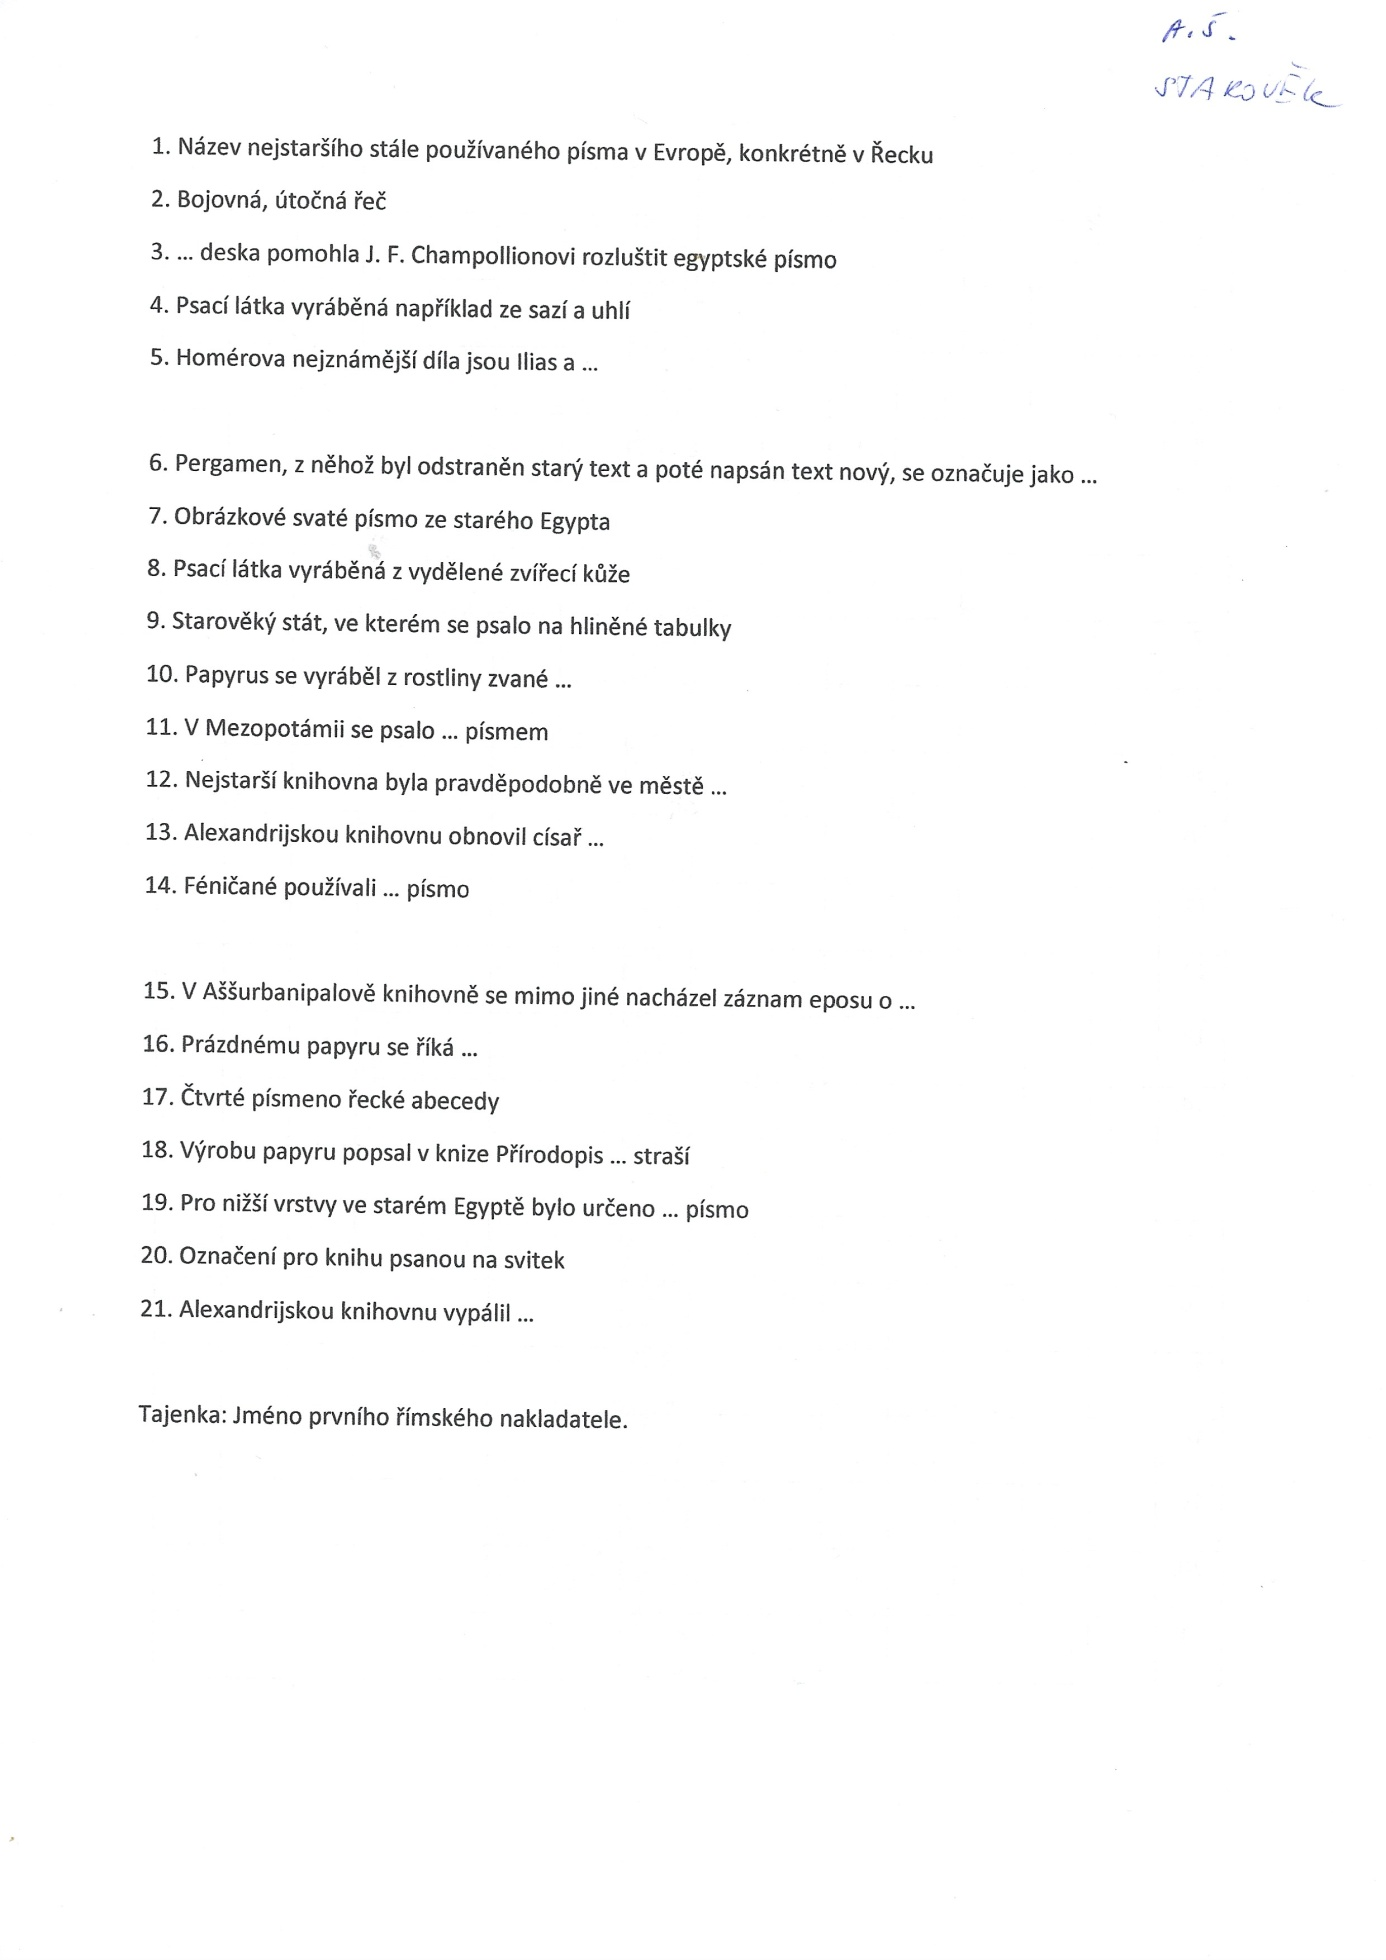 A.Š.
STAROVĚK
1. Název nejstaršího stále používaného písma v Evropě, konkrétně v Řecku
2. Bojovná, útočná řeč
3. ... deska pomohla J. F. Champollionovi rozluštit egyptské písmo
4. Psací látka vyráběná například ze sazí a uhlí
5. Homérova nejznámější díla jsou Ilias a ...
6. Pergamen, z něhož byl odstraněn starý text a poté napsán text nový, se označuje jako ...
7. Obrázkové svaté písmo ze starého Egypta
8. Psací látka vyráběná z vydělené zvířecí kůže
9. Starověký stát, ve kterém se psalo na hliněné tabulky
10. Papyrus se vyráběl z rostliny zvané ...
11. V Mezopotámii se psalo ... písmem
12. Nejstarší knihovna byla pravděpodobně ve městě ...
13. Alexandrijskou knihovnu obnovil císař ...
14. Féničané používali ... písmo
15. V Aššurbanipalově knihovně se mimo jiné nacházel záznam eposu o ...
16. Prázdnému papyru se říká ...
17. Čtvrté písmeno řecké abecedy
18. Výrobu papyru popsal v knize Přírodopis ... straší
19. Pro nižší vrstvy ve starém Egyptě bylo určeno ... písmo
20. Označení pro knihu psanou na svitek
21. Alexandrijskou knihovnu vypálil ...
Tajenka: Jméno prvního římského nakladatele.